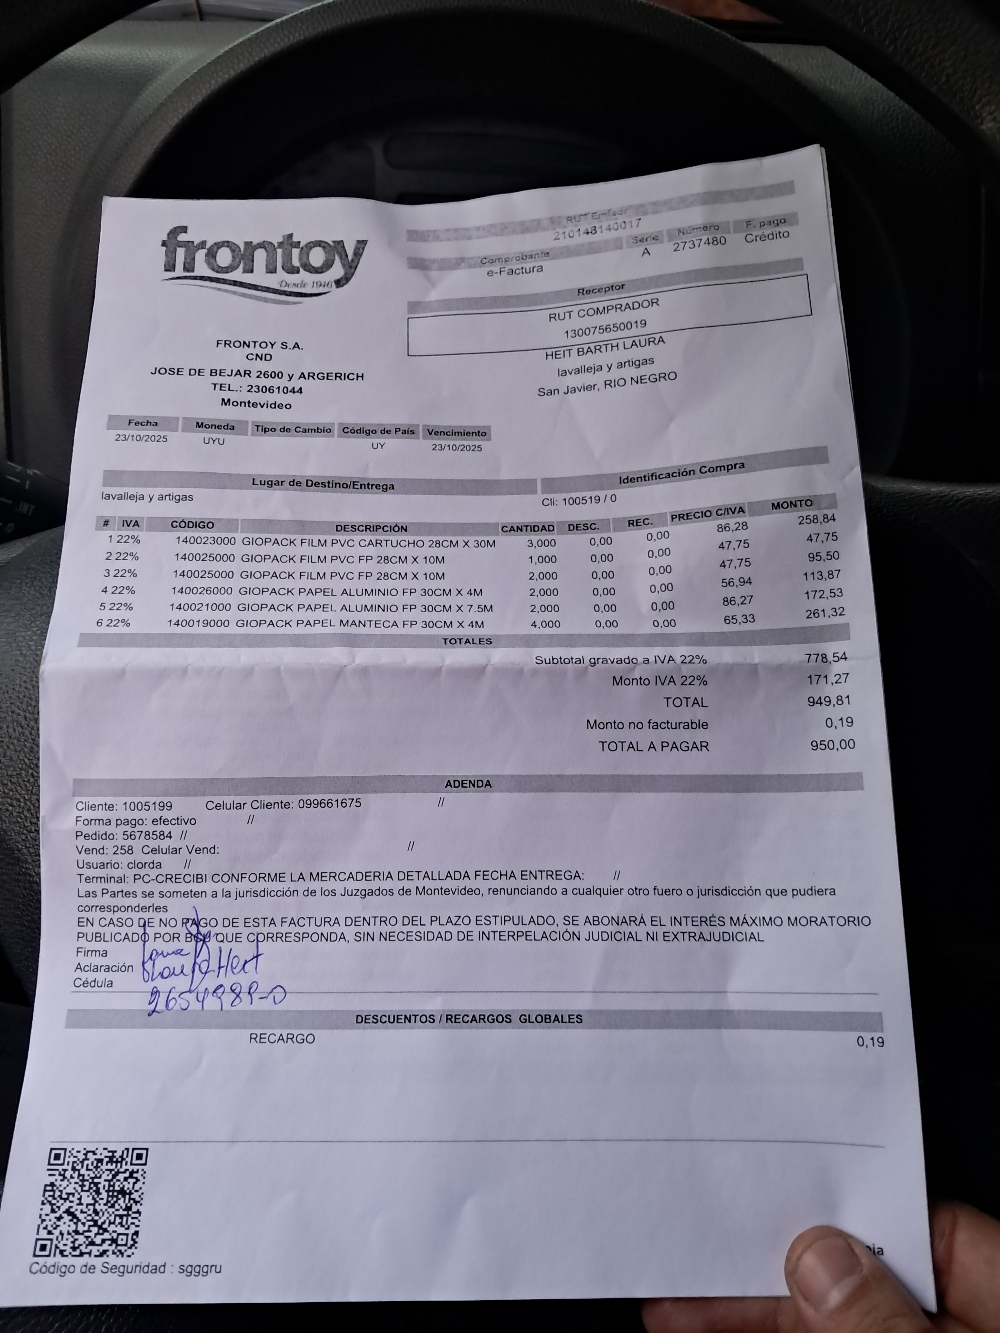 frontoy
Desde 1946
FRONTOY S.A.
CND
JOSE DE BEJAR 2600 y ARGERICH
TEL.: 23061044
Montevideo
RUT Emisor
210148140017
Comprobante Serie Número F. pago
e-Factura A 2737480 Crédito
Receptor
RUT COMPRADOR
130075650019
HEIT BARTH LAURA
lavalleja y artigas
San Javier, RIO NEGRO
Fecha Moneda Tipo de Cambio Código de País Vencimiento
23/10/2025 UYU UY 23/10/2025
Lugar de Destino/Entrega Identificación Compra
lavalleja y artigas Cli: 100519 / 0
# IVA CÓDIGO DESCRIPCIÓN CANTIDAD DESC. REC. PRECIO C/IVA MONTO
1 22% 140023000 GIOPACK FILM PVC CARTUCHO 28CM X 30M 3,000 0,00 0,00 86,28 258,84
2 22% 140025000 GIOPACK FILM PVC FP 28CM X 10M 1,000 0,00 0,00 47,75 47,75
3 22% 140025000 GIOPACK FILM PVC FP 28CM X 10M 2,000 0,00 0,00 47,75 95,50
4 22% 140026000 GIOPACK PAPEL ALUMINIO FP 30CM X 4M 2,000 0,00 0,00 56,94 113,87
5 22% 140021000 GIOPACK PAPEL ALUMINIO FP 30CM X 7.5M 2,000 0,00 0,00 86,27 172,53
6 22% 140019000 GIOPACK PAPEL MANTECA FP 30CM X 4M 4,000 0,00 0,00 65,33 261,32
TOTALES
Subtotal gravado a IVA 22% 778,54
Monto IVA 22% 171,27
TOTAL 949,81
Monto no facturable 0,19
TOTAL A PAGAR 950,00
ADENDA
Cliente: 1005199 Celular Cliente: 099661675 //
Forma pago: efectivo //
Pedido: 5678584 //
Vend: 258 Celular Vend: //
Usuario: clorda //
Terminal: PC-CRECIBI CONFORME LA MERCADERIA DETALLADA FECHA ENTREGA: //
Las Partes se someten a la jurisdicción de los Juzgados de Montevideo, renunciando a cualquier otro fuero o jurisdicción que pudiera
corresponderles
EN CASO DE NO PAGO DE ESTA FACTURA DENTRO DEL PLAZO ESTIPULADO, SE ABONARÁ EL INTERÉS MÁXIMO MORATORIO
PUBLICADO POR BCU QUE CORRESPONDA, SIN NECESIDAD DE INTERPELACIÓN JUDICIAL NI EXTRAJUDICIAL
Firma
Aclaración Heit
Cédula
DESCUENTOS / RECARGOS GLOBALES
RECARGO 0,19
Código de Seguridad : sgggru